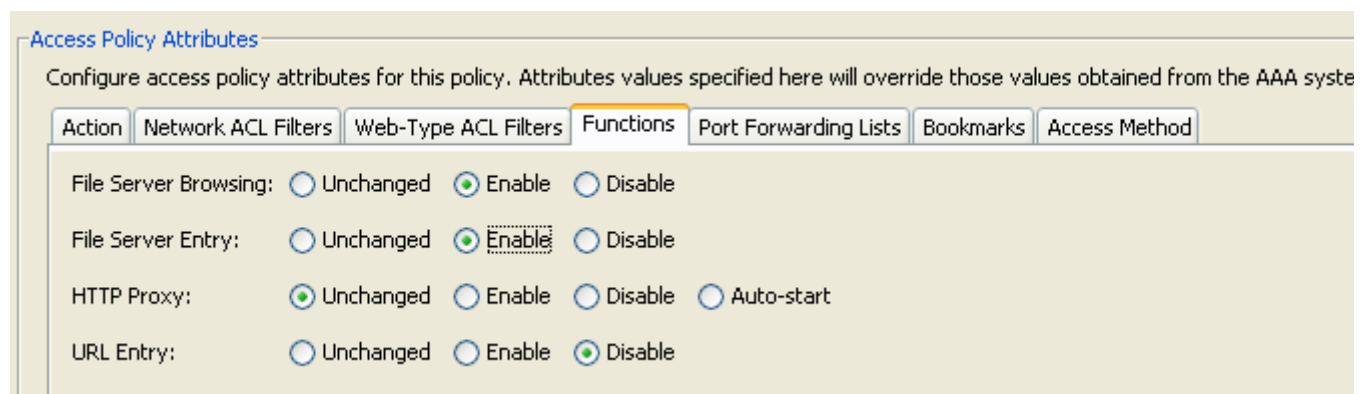 Access Policy Attributes
Configure access policy attributes for this policy. Attributes values specified here will override those values obtained from the AAA syste
Action Network ACL Filters Web-Type ACL Filters Functions Port Forwarding Lists Bookmarks Access Method
File Server Browsing: Unchanged Enable Disable
File Server Entry: Unchanged Enable Disable
HTTP Proxy: Unchanged Enable Disable Auto-start
URL Entry: Unchanged Enable Disable